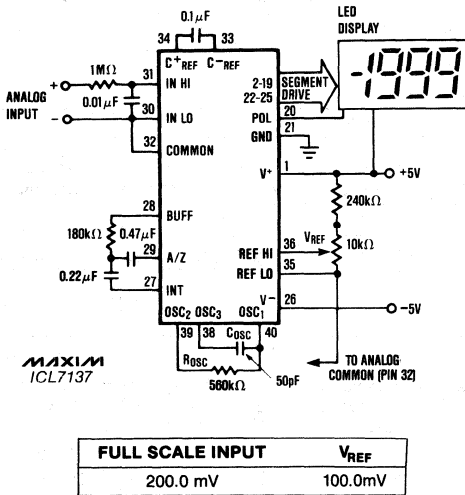 0.1µF
LED
DISPLAY
34
33
C+REF
C-REF
-1999
1MΩ
31
IN HI
2-19
SEGMENT
22-25
DRIVE
+
ANALOG
INPUT
0.01µF
30
IN LO
20
POL
-
21
GND
32
COMMON
1
V+
+5V
240kΩ
28
BUFF
180kΩ
0.47µF
29
A/Z
36
REF HI
VREF
10kΩ
35
REF LO
0.22µF
27
INT
V-
26
-5V
OSC2
OSC3
OSC1
39
38
COSC
40
ROSC
560kΩ
50pF
TO ANALOG
COMMON (PIN 32)
MAXIM
ICL7137
FULL SCALE INPUT VREF
200.0 mV 100.0mV